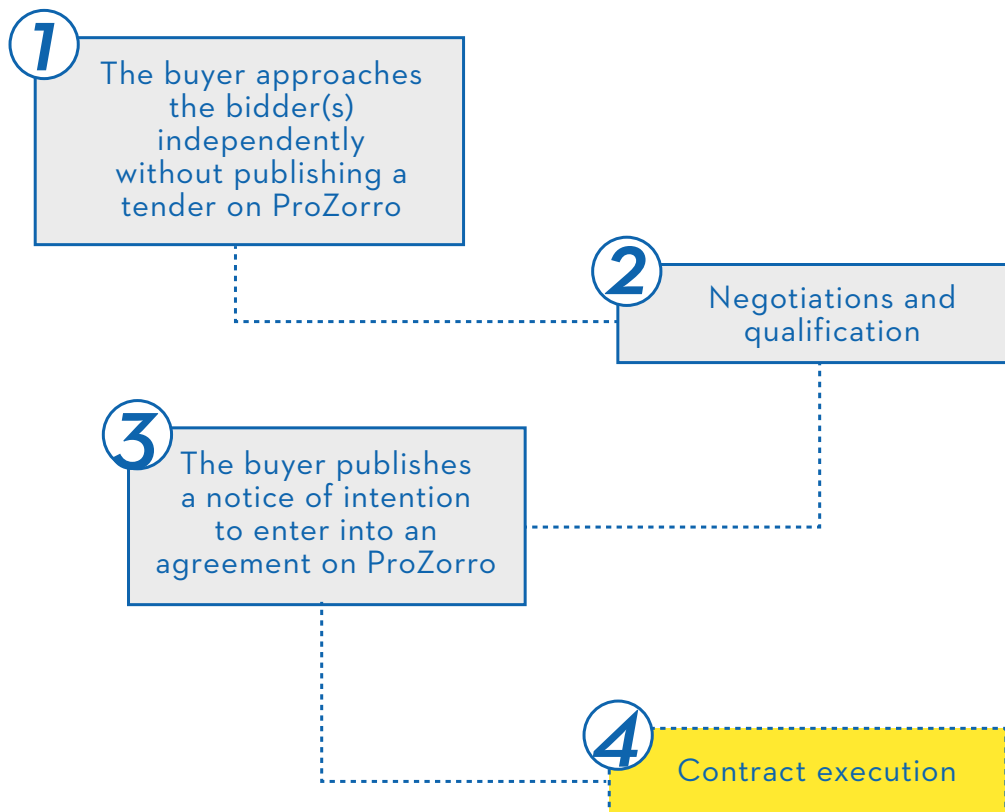 1
The buyer approaches
the bidder(s)
independently
without publishing a
tender on ProZorro
2
Negotiations and
qualification
3
The buyer publishes
a notice of intention
to enter into an
agreement on ProZorro
4
Contract execution